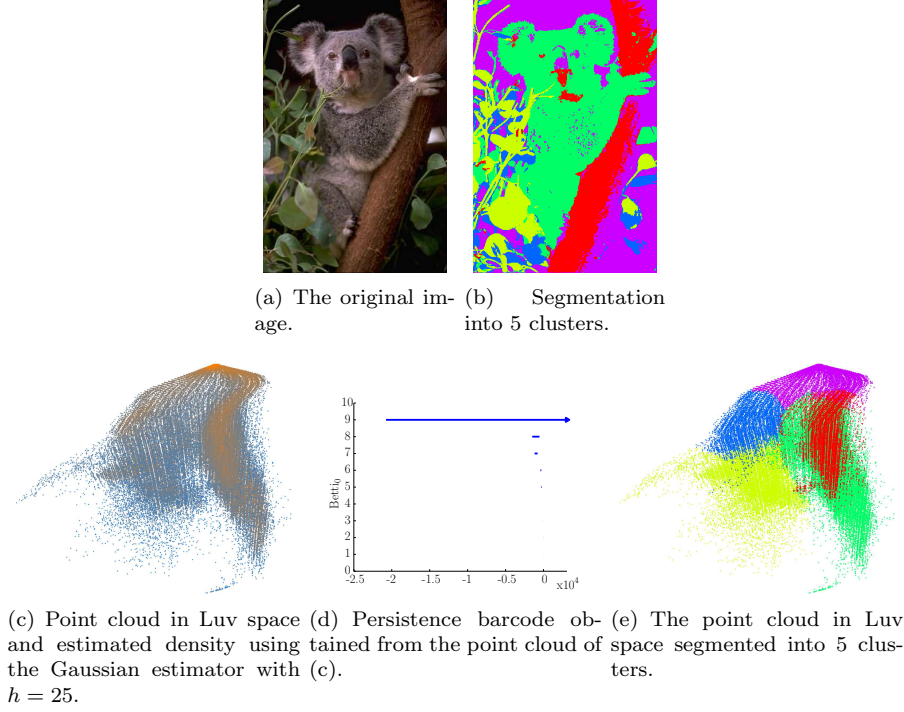 (a) The original im-
age.
(b) Segmentation
into 5 clusters.
10
9
8
7
6
5
4
3
2
1
0
Betti0
-2.5 -2 -1.5 -1 -0.5 0
x10^4
(c) Point cloud in Luv space
and estimated density using
the Gaussian estimator with
h = 25.
(d) Persistence barcode ob-
tained from the point cloud of
(c).
(e) The point cloud in Luv
space segmented into 5 clus-
ters.